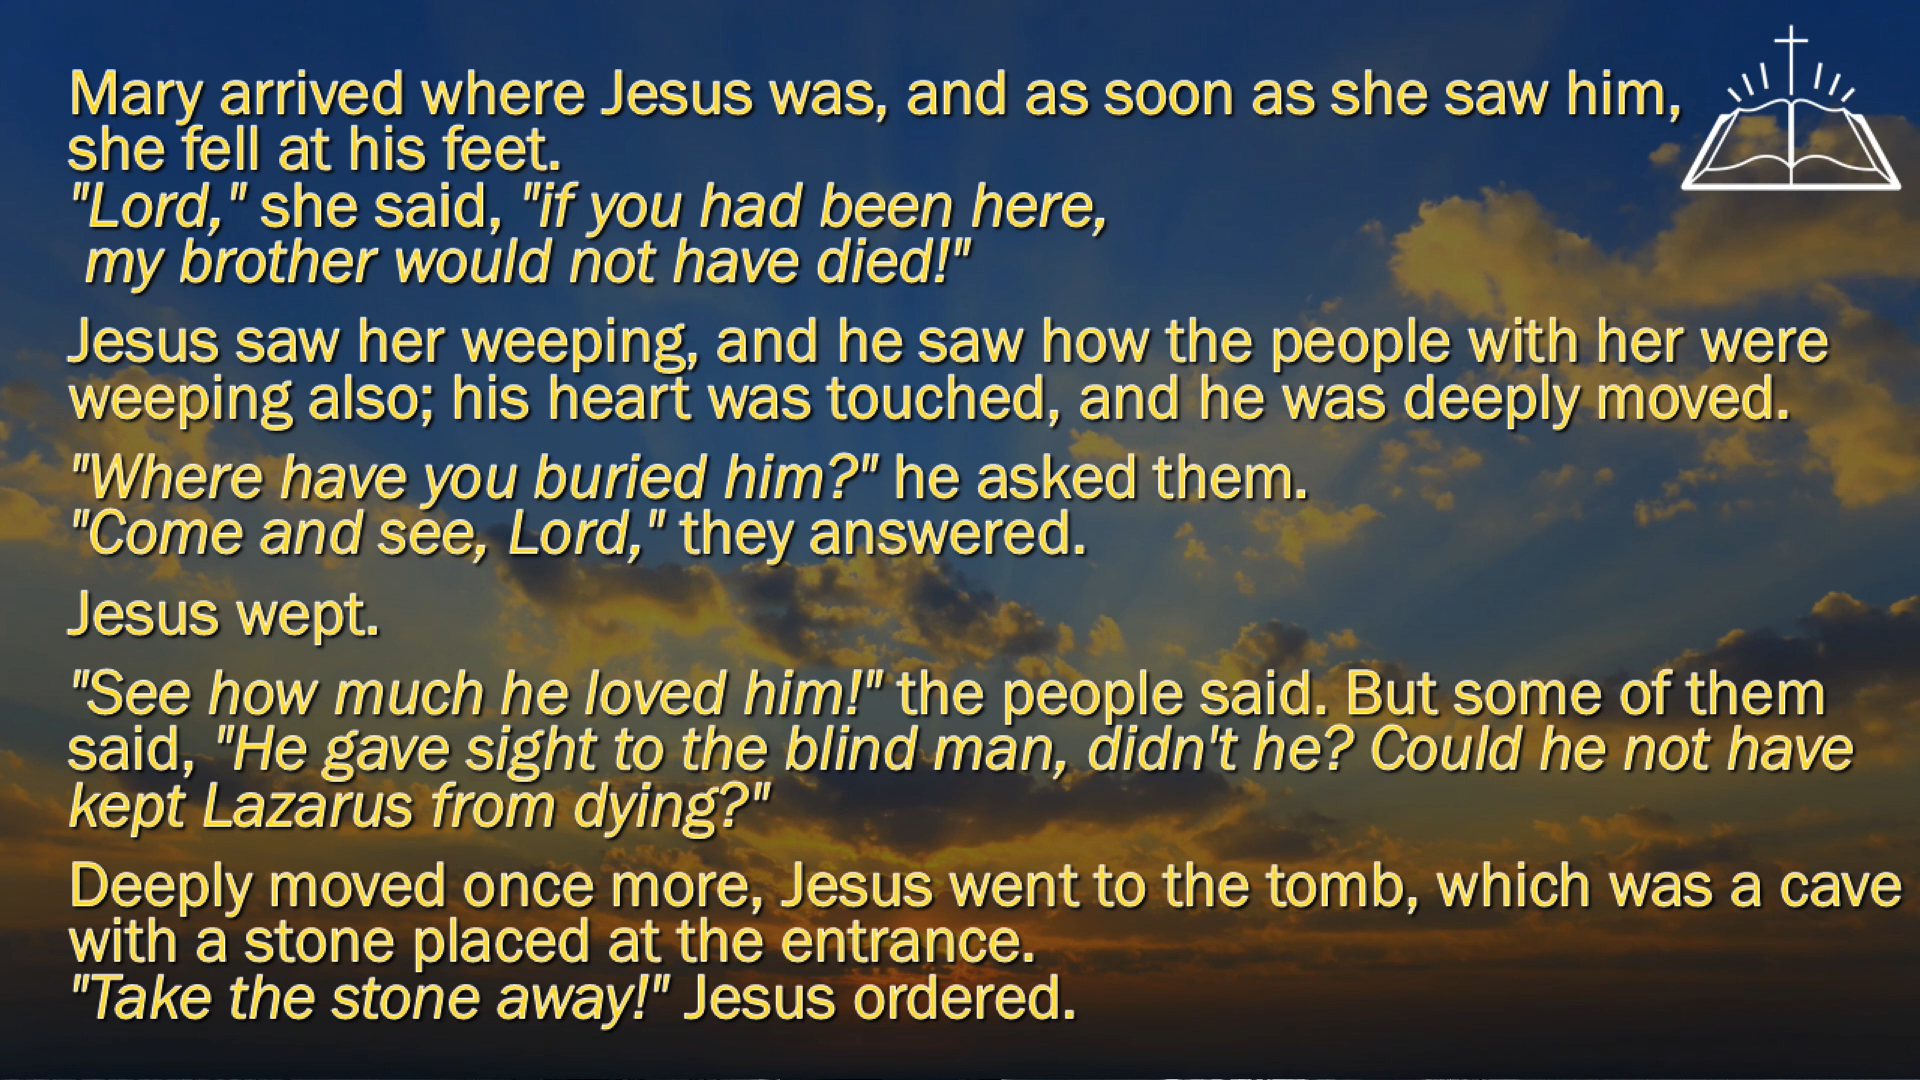 Mary arrived where Jesus was, and as soon as she saw him,
she fell at his feet.
"Lord," she said, "if you had been here,
my brother would not have died!"
Jesus saw her weeping, and he saw how the people with her were
weeping also; his heart was touched, and he was deeply moved.
"Where have you buried him?" he asked them.
"Come and see, Lord," they answered.
Jesus wept.
"See how much he loved him!" the people said. But some of them
said, "He gave sight to the blind man, didn't he? Could he not have
kept Lazarus from dying?"
Deeply moved once more, Jesus went to the tomb, which was a cave
with a stone placed at the entrance.
"Take the stone away!" Jesus ordered.